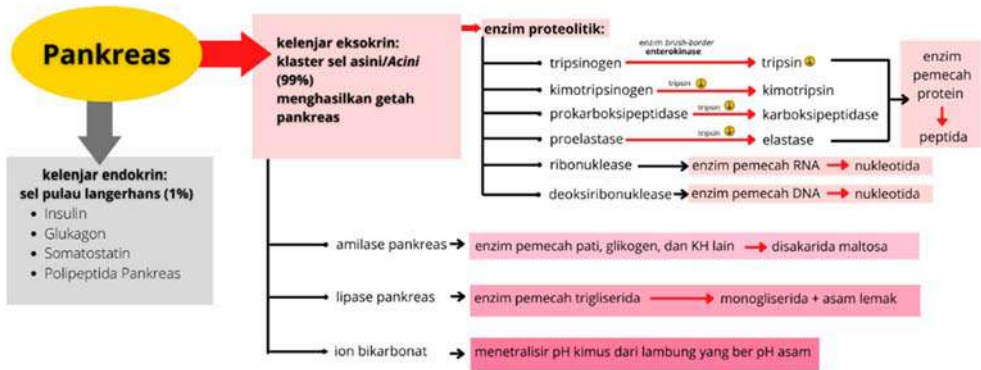 Pankreas
kelenjar endokrin:
sel pulau langerhans (1%)
Insulin
Glukagon
Somatostatin
Polipeptida Pankreas
kelenjar eksokrin:
klaster sel asini/Acini
(99%)
menghasilkan getah
pankreas
enzim proteolitik:
enzim brush-border
enterokinase
tripsinogen tripsin
kimotripsinogen tripsin kimotripsin
prokarboksipeptidase tripsin karboksipeptidase
proelastase tripsin elastase
enzim
pemecah
protein
peptida
ribonuklease enzim pemecah RNA nukleotida
deoksiribonuklease enzim pemecah DNA nukleotida
amilase pankreas enzim pemecah pati, glikogen, dan KH lain disakarida maltosa
lipase pankreas enzim pemecah trigliserida monogliserida + asam lemak
ion bikarbonat menetralisir pH kimus dari lambung yang ber pH asam